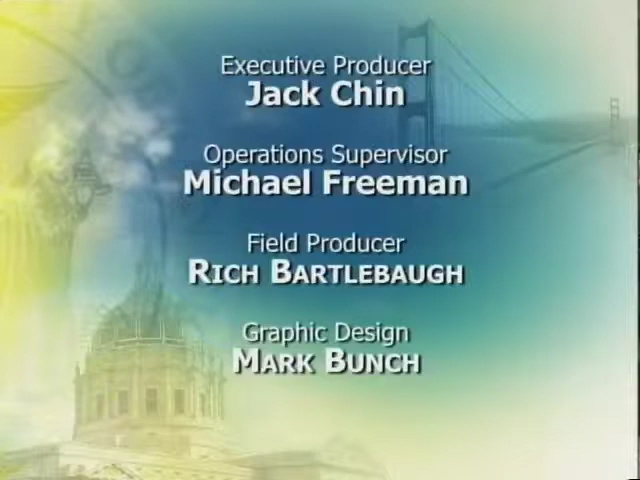 Executive Producer
Jack Chin
Operations Supervisor
Michael Freeman
Field Producer
RICH BARTLEBAUGH
Graphic Design
MARK BUNCH